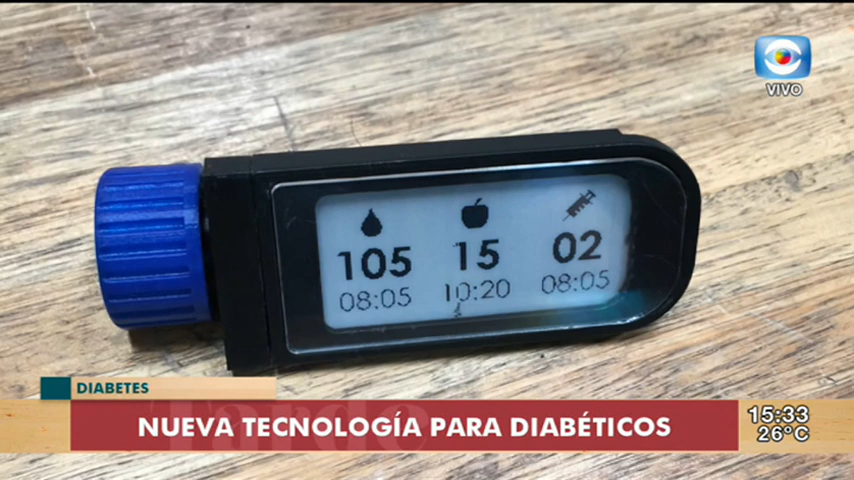 VIVO
105 15 02
08:05 10:20 08:05
DIABETES
NUEVA TECNOLOGÍA PARA DIABÉTICOS
15:33
26°C